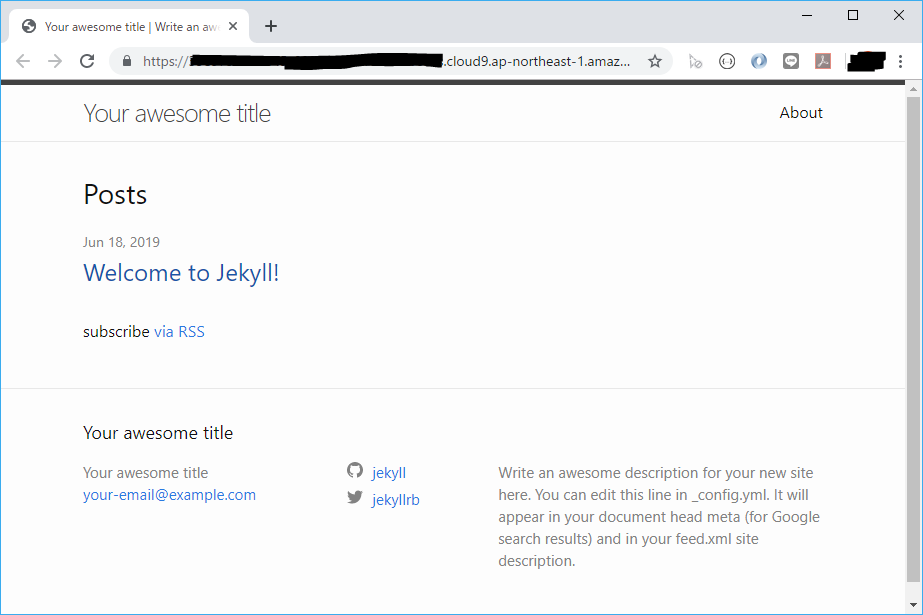 Your awesome title | Write an aw
https://
.cloud9.ap-northeast-1.amaz...
Your awesome title
About
Posts
Jun 18, 2019
Welcome to Jekyll!
subscribe via RSS
Your awesome title
Your awesome title
your-email@example.com
jekyll
jekyllrb
Write an awesome description for your new site
here. You can edit this line in _config.yml. It will
appear in your document head meta (for Google
search results) and in your feed.xml site
description.